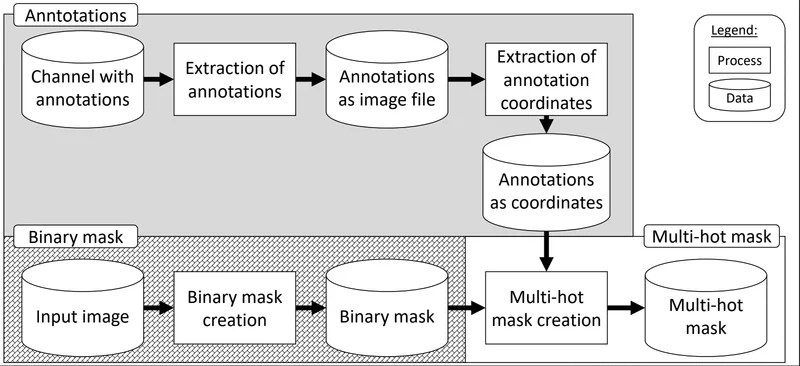 Anntotations
Channel with
annotations
Extraction of
annotations
Annotations
as image file
Extraction of
annotation
coordinates
Legend:
Process
Data
Annotations
as coordinates
Binary mask
Multi-hot mask
Input image
Binary mask
creation
Binary mask
Multi-hot
mask creation
Multi-hot
mask